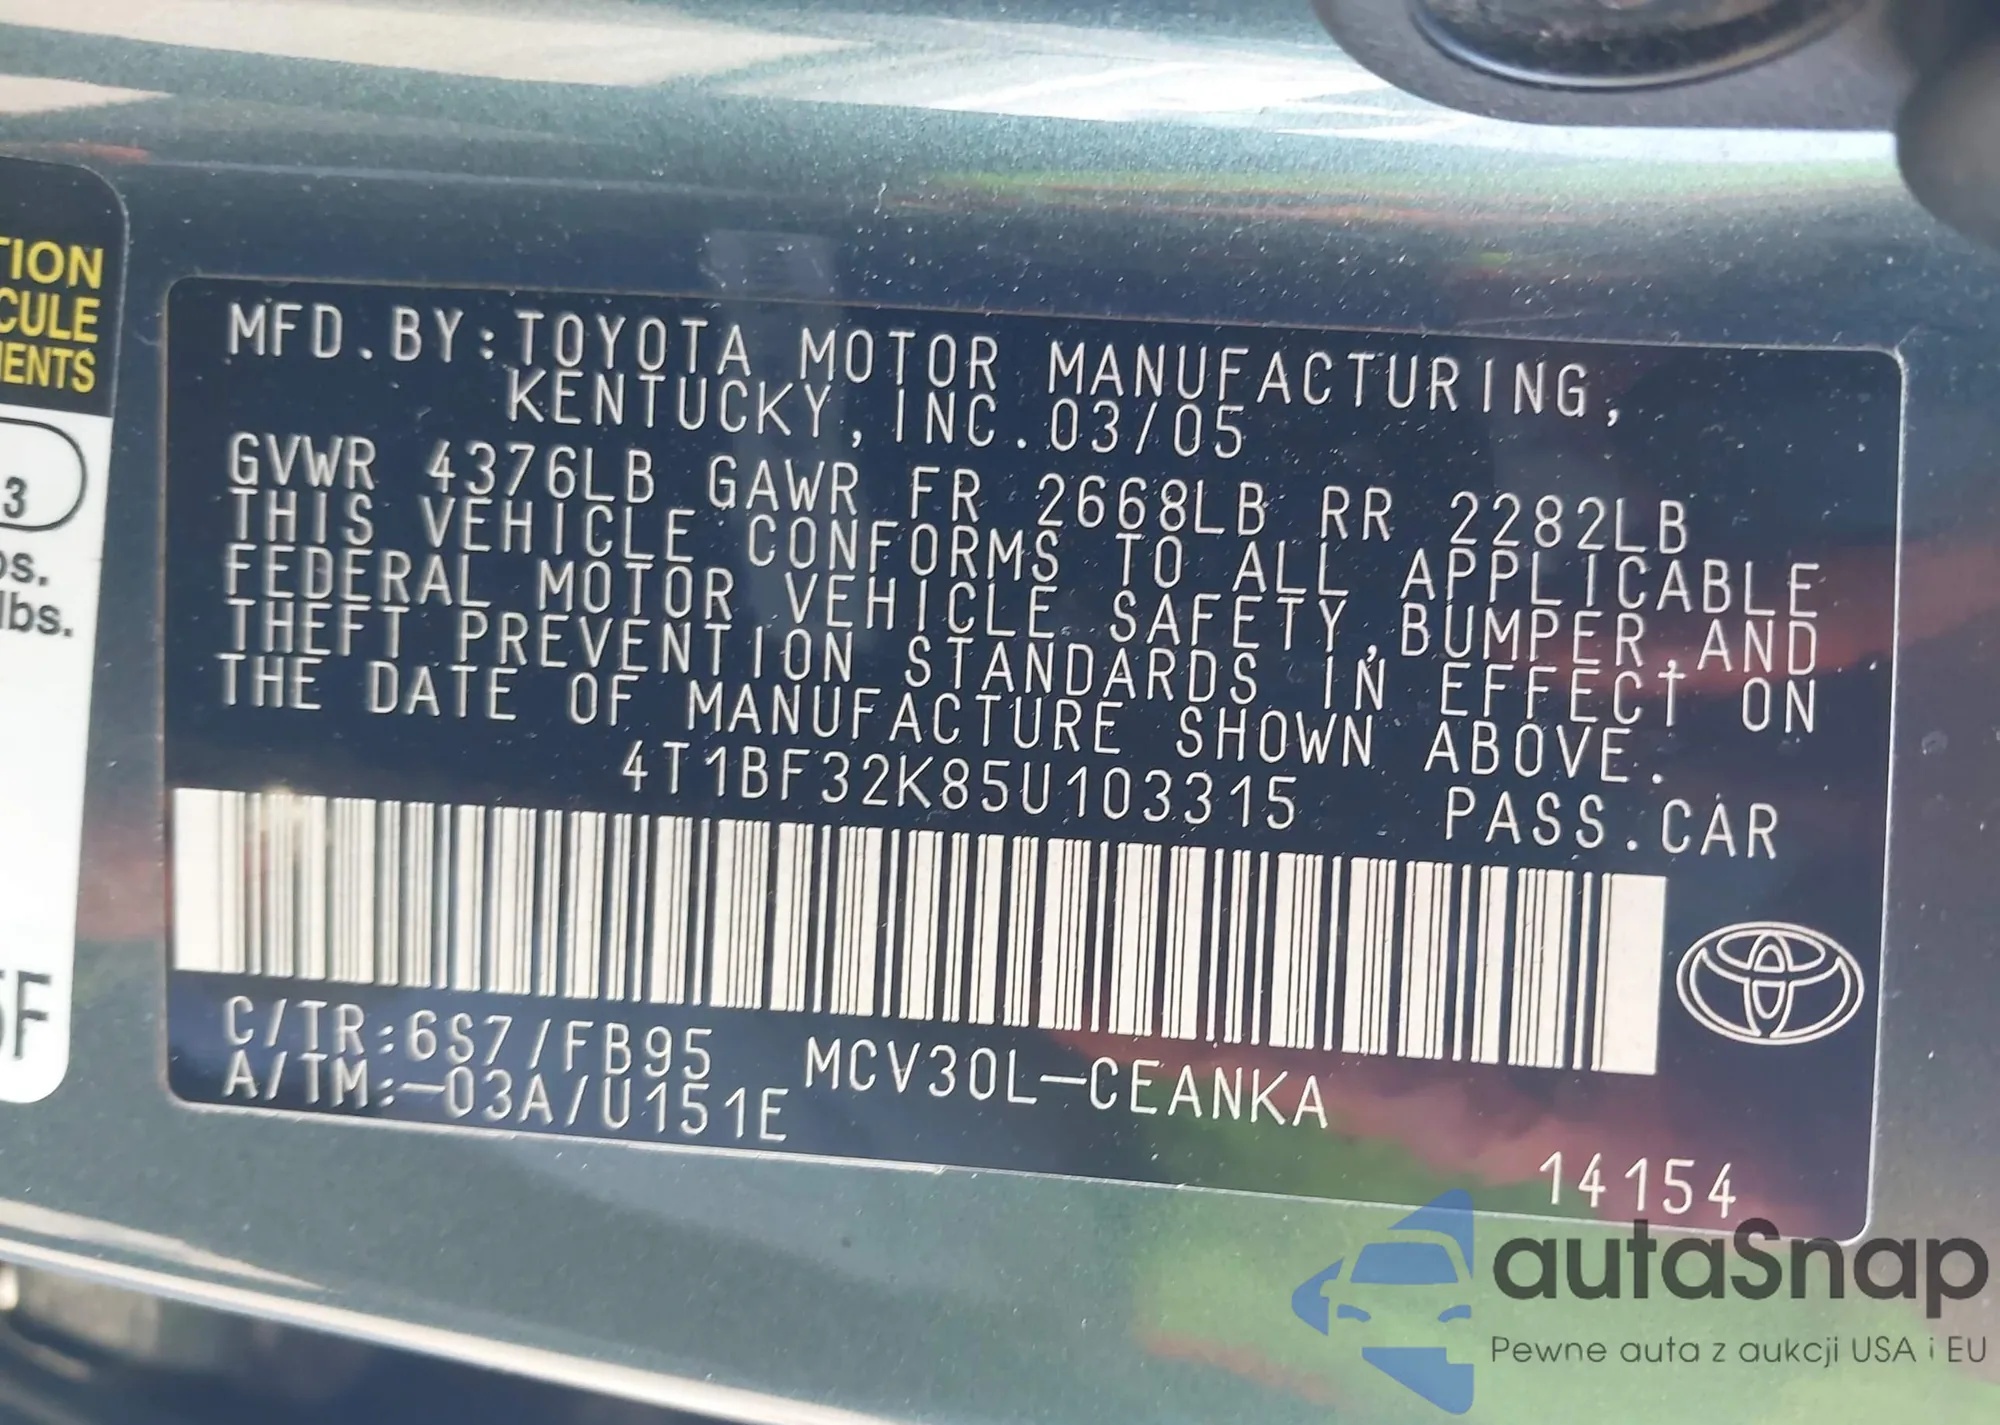 TION
CULE
MENTS
3
os.
lbs.
5F
MFD.BY:TOYOTA MOTOR MANUFACTURING,
KENTUCKY,INC.03/05
GVWR 4376LB GAWR FR 2668LB RR 2282LB
THIS VEHICLE CONFORMS TO ALL APPLICABLE
FEDERAL MOTOR VEHICLE SAFETY,BUMPER,AND
THEFT PREVENTION STANDARDS IN EFFECT ON
THE DATE OF MANUFACTURE SHOWN ABOVE.
4T1BF32K85U103315 PASS.CAR
C/TR:6S7/FB95 MCV30L-CEANKA
A/TM:-03A/U151E
14154
autaSnap
Pewne auta z aukcji USA i EU